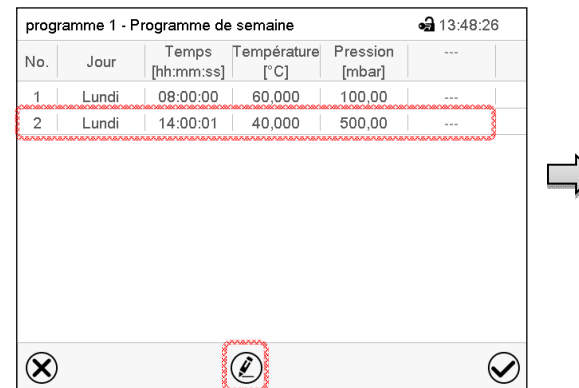 programme 1 - Programme de semaine 13:48:26
No. Jour Temps [hh:mm:ss] Température [°C] Pression [mbar] ---
1 Lundi 08:00:00 60,000 100,00 ---
2 Lundi 14:00:01 40,000 500,00 ---